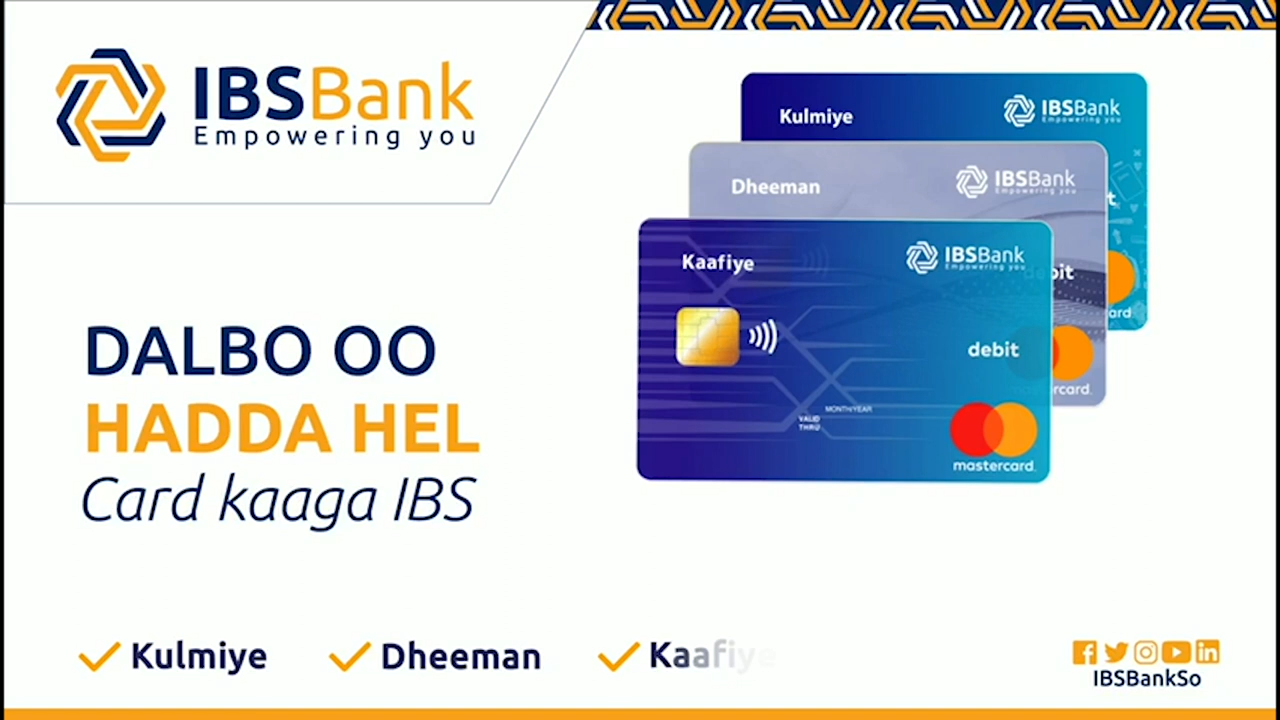 IBSBank
Empowering you
Kulmiye
IBSBank
Empowering you
Dheeman
IBSBank
Empowering you
Kaafiye
IBSBank
Empowering you
debit
VALID
THRU
MONTH/YEAR
mastercard.
DALBO OO
HADDA HEL
Card kaaga IBS
Kulmiye
Dheeman
Kaafiye
IBSBankSo